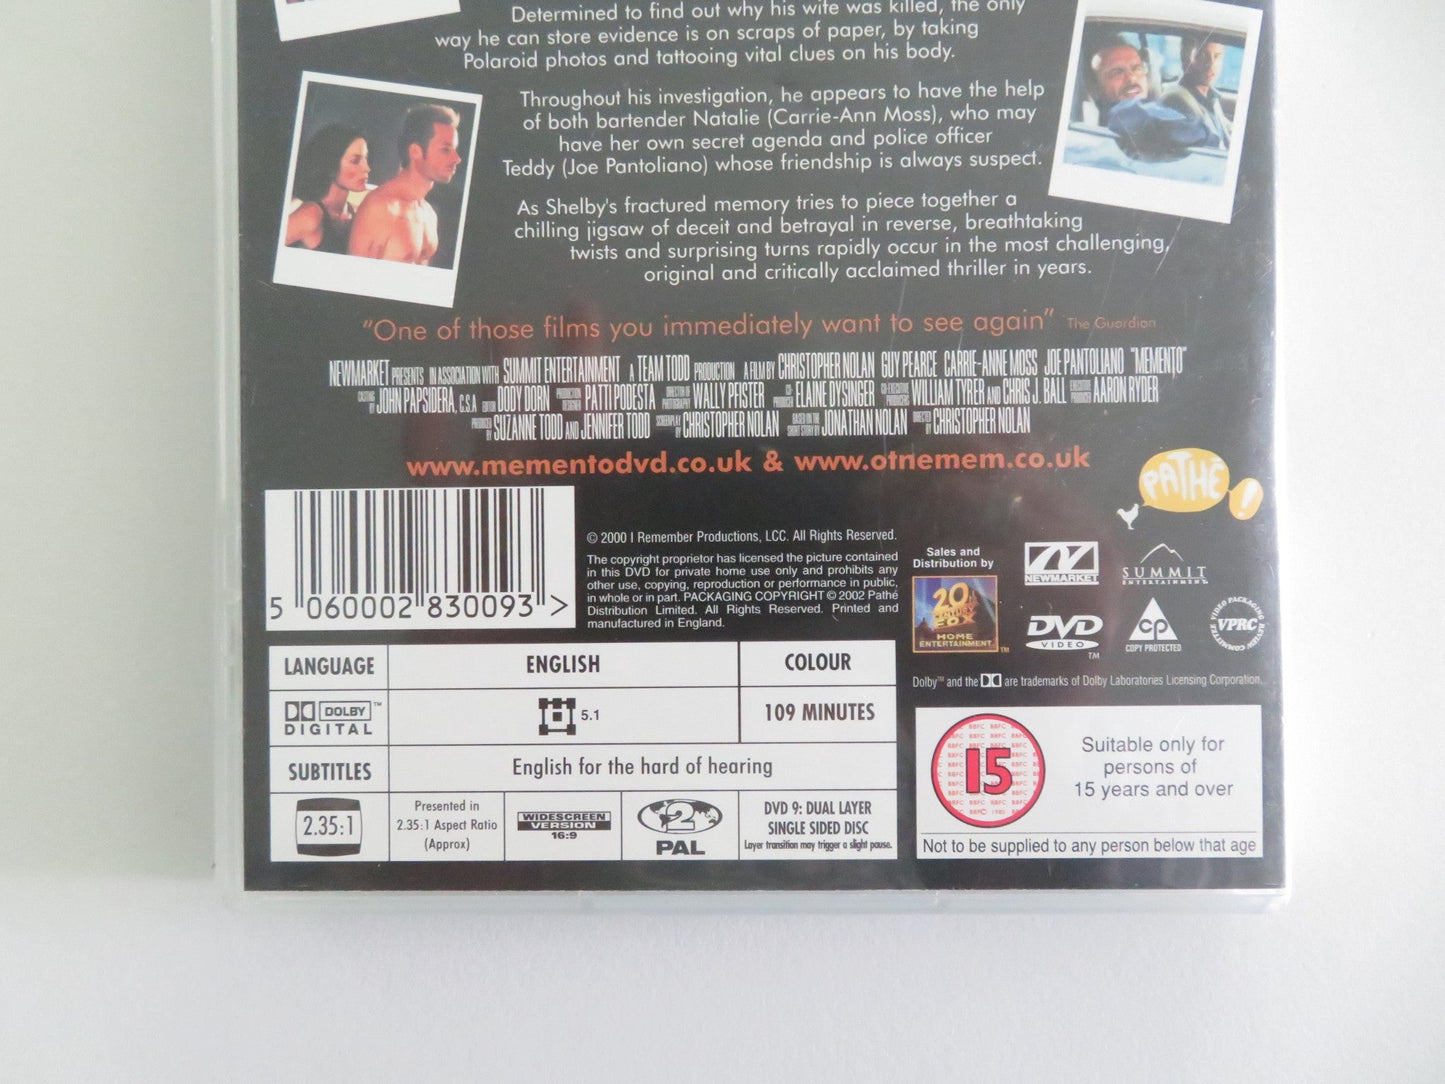 Determined to find out why his wife was killed, the only
way he can store evidence is on scraps of paper, by taking
Polaroid photos and tattooing vital clues on his body.
Throughout his investigation, he appears to have the help
of both bartender Natalie (Carrie-Ann Moss), who may
have her own secret agenda and police officer
Teddy (Joe Pantoliano) whose friendship is always suspect.
As Shelby's fractured memory tries to piece together a
chilling jigsaw of deceit and betrayal in reverse, breathtaking
twists and surprising turns rapidly occur in the most challenging,
original and critically acclaimed thriller in years.
"One of those films you immediately want to see again" The Guardian
NEWMARKET PRESENTS IN ASSOCIATION WITH SUMMIT ENTERTAINMENT A TEAM TODD PRODUCTION A FILM BY CHRISTOPHER NOLAN GUY PEARCE CARRIE-ANNE MOSS JOE PANTOLIANO "MEMENTO"
CASTING BY JOHN PAPSIDERA, C.S.A. EDITOR DODY DORN PRODUCTION DESIGNER PATTI PODESTA DIRECTOR OF PHOTOGRAPHY WALLY PFISTER CO-PRODUCER ELAINE DYSINGER CO-EXECUTIVE PRODUCERS WILLIAM TYRER AND CHRIS J. BALL EXECUTIVE PRODUCER AARON RYDER
PRODUCED BY SUZANNE TODD AND JENNIFER TODD SCREENPLAY BY CHRISTOPHER NOLAN BASED ON THE SHORT STORY BY JONATHAN NOLAN DIRECTED BY CHRISTOPHER NOLAN
www.mementodvd.co.uk & www.otnemem.co.uk
PATHĒ!
5 060002 830093 >
© 2000 I Remember Productions, LCC. All Rights Reserved.
The copyright proprietor has licensed the picture contained
in this DVD for private home use only and prohibits any
other use, copying, reproduction or performance in public,
in whole or in part. PACKAGING COPYRIGHT © 2002 Pathé
Distribution Limited. All Rights Reserved. Printed and
manufactured in England.
Sales and
Distribution by
20th
CENTURY
FOX
HOME
ENTERTAINMENT™
NEWMARKET
SUMMIT
ENTERTAINMENT
DVD
VIDEO™
CP
COPY PROTECTED
VIDEO PACKAGING REVIEW COMMITTEE
VPRC
Dolby™ and the DD are trademarks of Dolby Laboratories Licensing Corporation.
LANGUAGE ENGLISH COLOUR
DOLBY™
DIGITAL
5.1
109 MINUTES
SUBTITLES English for the hard of hearing
2.35:1
Presented in
2.35:1 Aspect Ratio
(Approx)
WIDESCREEN
VERSION
16:9
2
PAL
DVD 9: DUAL LAYER
SINGLE SIDED DISC
Layer transition may trigger a slight pause.
15
Suitable only for
persons of
15 years and over
Not to be supplied to any person below that age